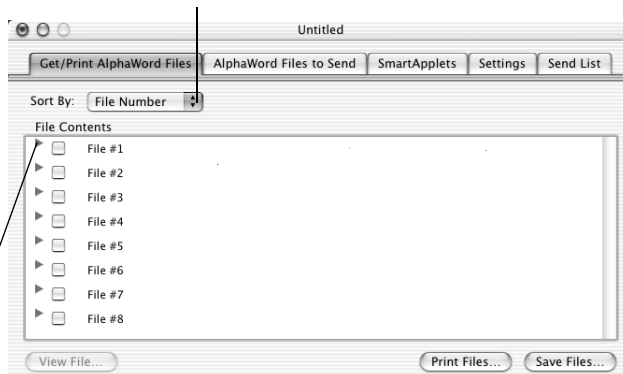 Untitled
Get/Print AlphaWord Files AlphaWord Files to Send SmartApplets Settings Send List
Sort By: File Number
File Contents
File #1
File #2
File #3
File #4
File #5
File #6
File #7
File #8
View File... Print Files... Save Files...